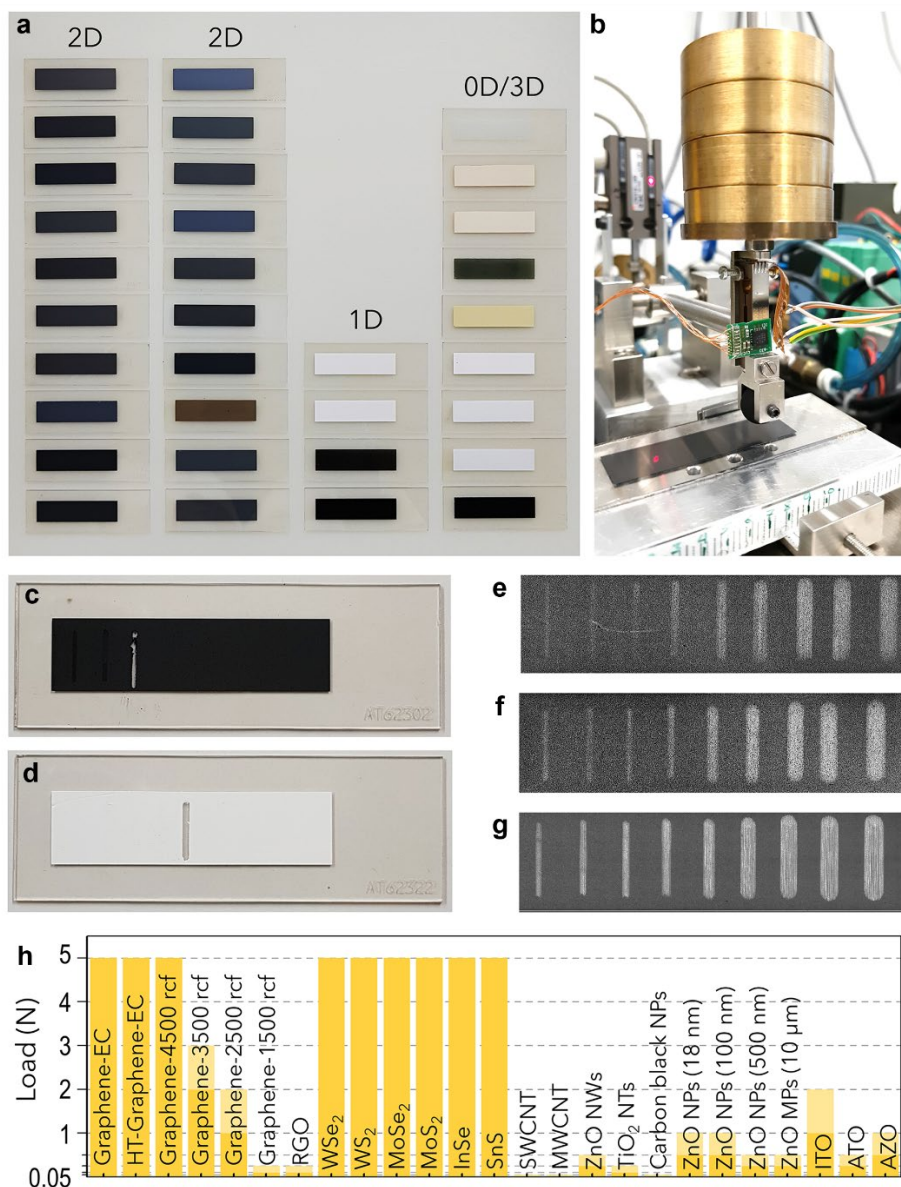 a
2D
2D
0D/3D
1D
b
c
AT62302
d
AT62322
e
f
g
h
Load (N)
5
4
3
2
1
0.05
Graphene-EC
HT-Graphene-EC
Graphene-4500 rcf
Graphene-3500 rcf
Graphene-2500 rcf
Graphene-1500 rcf
RGO
WSe₂
WS₂
MoSe₂
MoS₂
InSe
SnS
SWCNT
MWCNT
ZnO NWs
TiO₂ NTs
Carbon black NPs
ZnO NPs (18 nm)
ZnO NPs (100 nm)
ZnO NPs (500 nm)
ZnO MPs (10 µm)
ITO
ATO
AZO